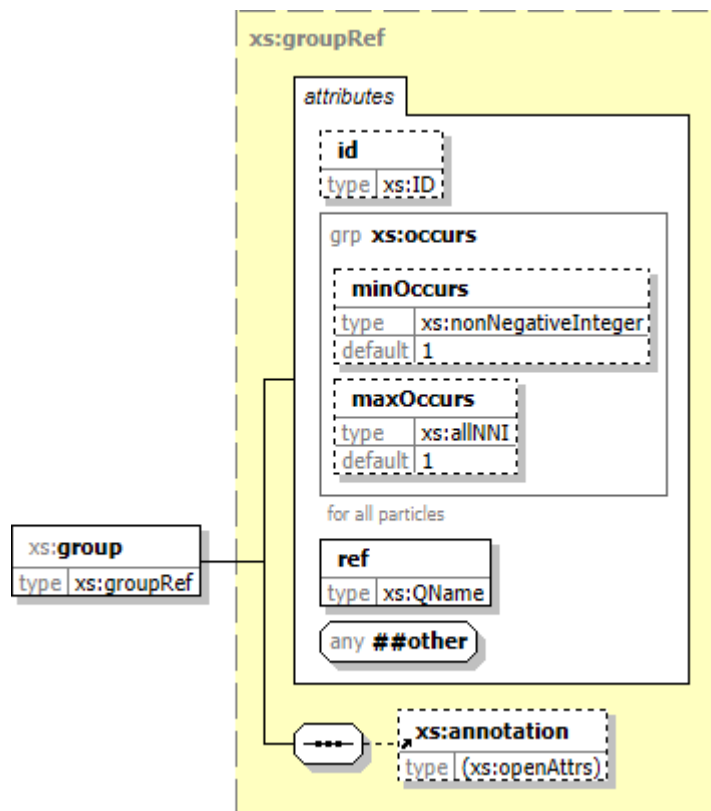 xs:groupRef
attributes
id
type xs:ID
grp xs:occurs
minOccurs
type xs:nonNegativeInteger
default 1
maxOccurs
type xs:allNNI
default 1
for all particles
xs:group
type xs:groupRef
ref
type xs:QName
any ##other
xs:annotation
type (xs:openAttrs)